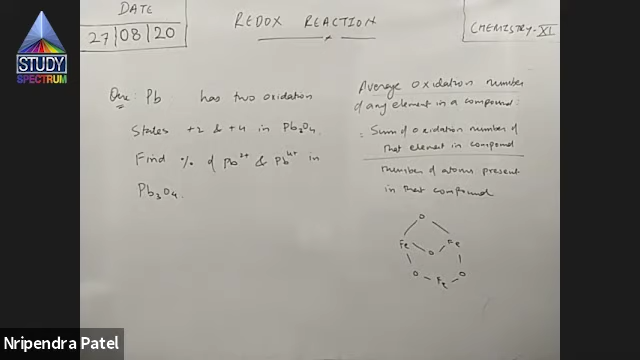 DATE
27/08/20
REDOX REACTION
CHEMISTRY-XI
STUDY
SPECTRUM
Que: Pb has two oxidation
States +2 & +4 in Pb3O4.
Find % of Pb2+ & Pb4+ in
Pb3O4.
Average oxidation number
of any element in a compound:
= Sum of oxidation number of
that element in compound
number of atoms present
in that compound
O
Fe Fe
O
O O
Fe
Nripendra Patel